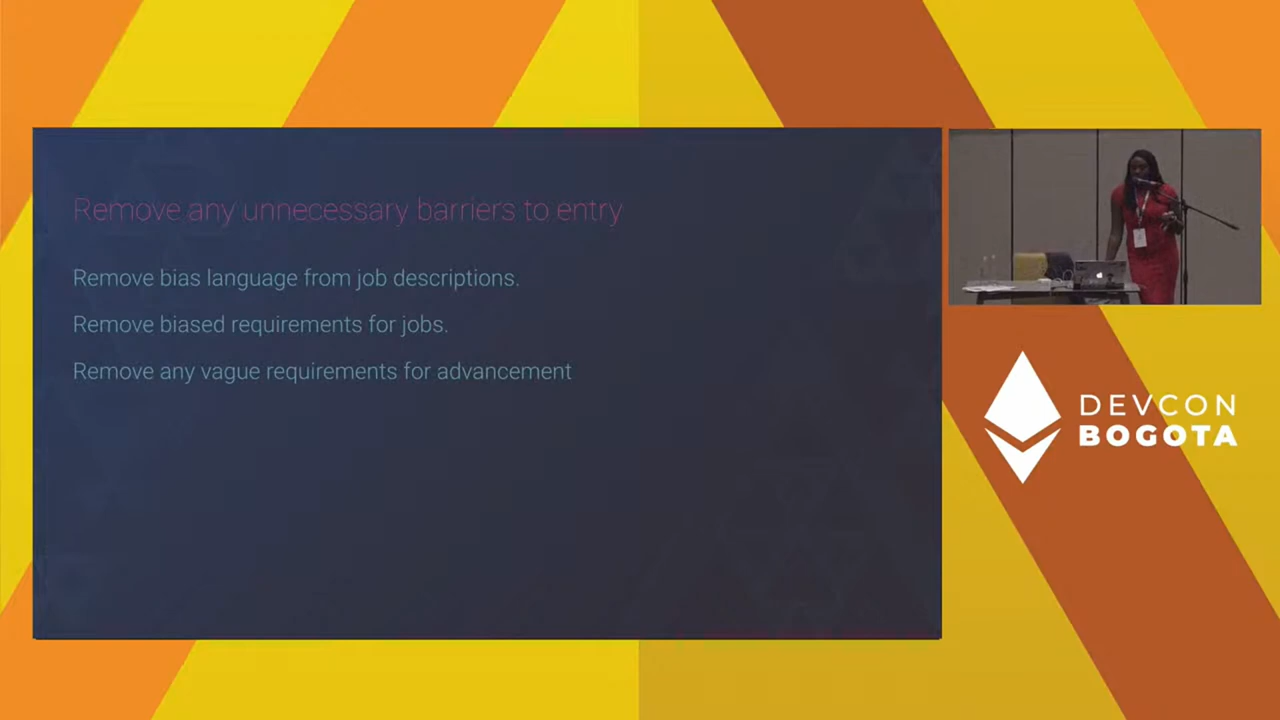 Remove any unnecessary barriers to entry
Remove bias language from job descriptions.
Remove biased requirements for jobs.
Remove any vague requirements for advancement
DEVCON
BOGOTA